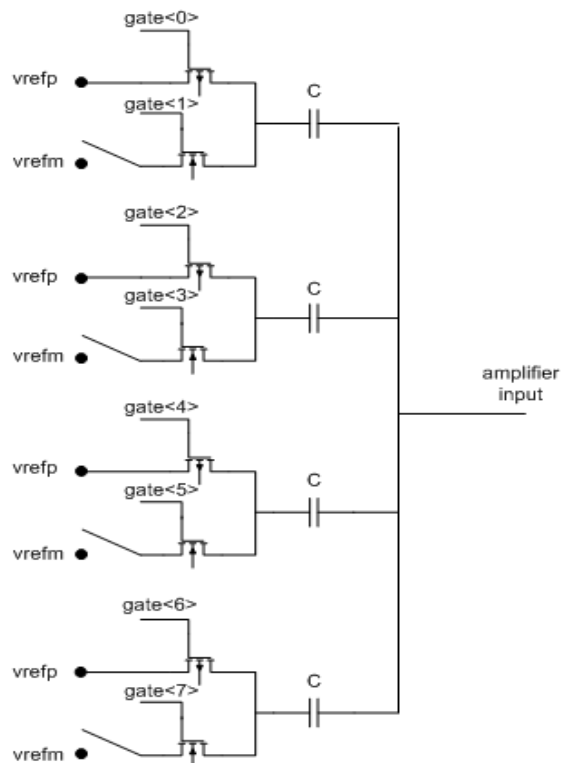 gate<0>
vrefp
C
gate<1>
vrefm
gate<2>
vrefp
C
gate<3>
vrefm
amplifier
input
gate<4>
vrefp
C
gate<5>
vrefm
gate<6>
vrefp
C
gate<7>
vrefm